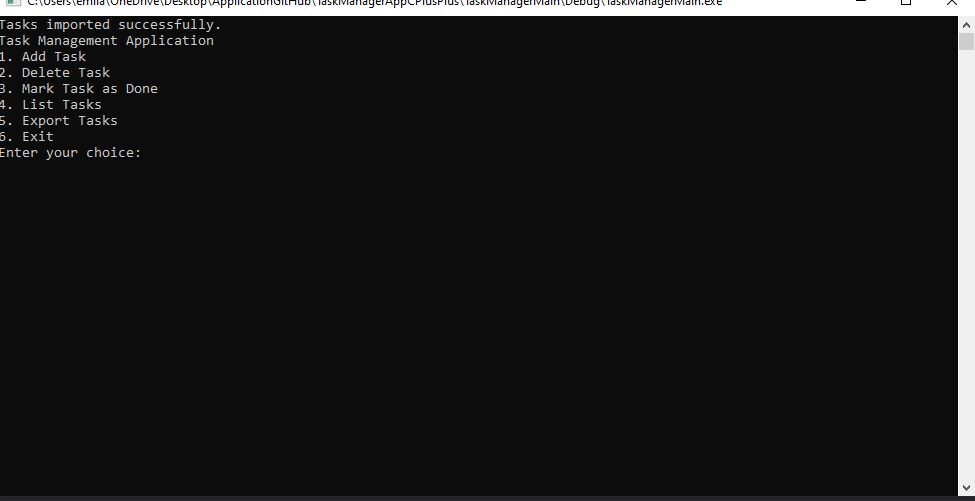 C:\Users\emila\OneDrive\Desktop\ApplicationGitHub\TaskManagerAppCPlusPlus\TaskManagerMain\Debug\TaskManagerMain.exe
Tasks imported successfully.
Task Management Application
1. Add Task
2. Delete Task
3. Mark Task as Done
4. List Tasks
5. Export Tasks
6. Exit
Enter your choice: